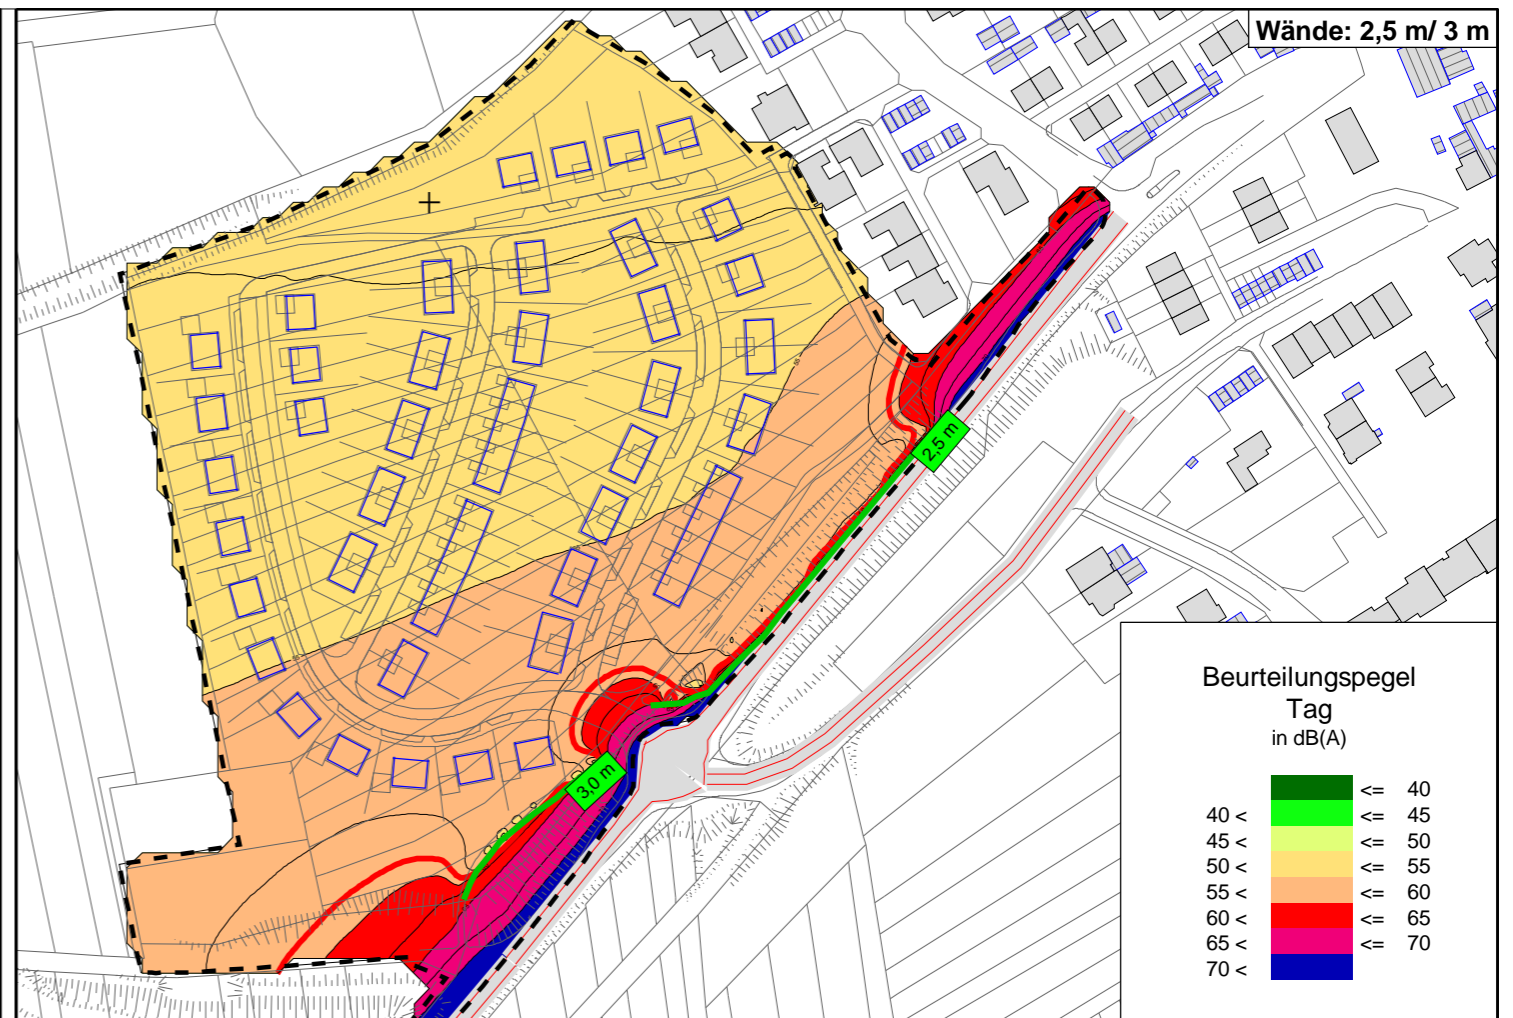 Wände: 2,5 m/ 3 m
2,5 m
3,0 m
Beurteilungspegel
Tag
in dB(A)
<= 40
40 < <= 45
45 < <= 50
50 < <= 55
55 < <= 60
60 < <= 65
65 < <= 70
70 <